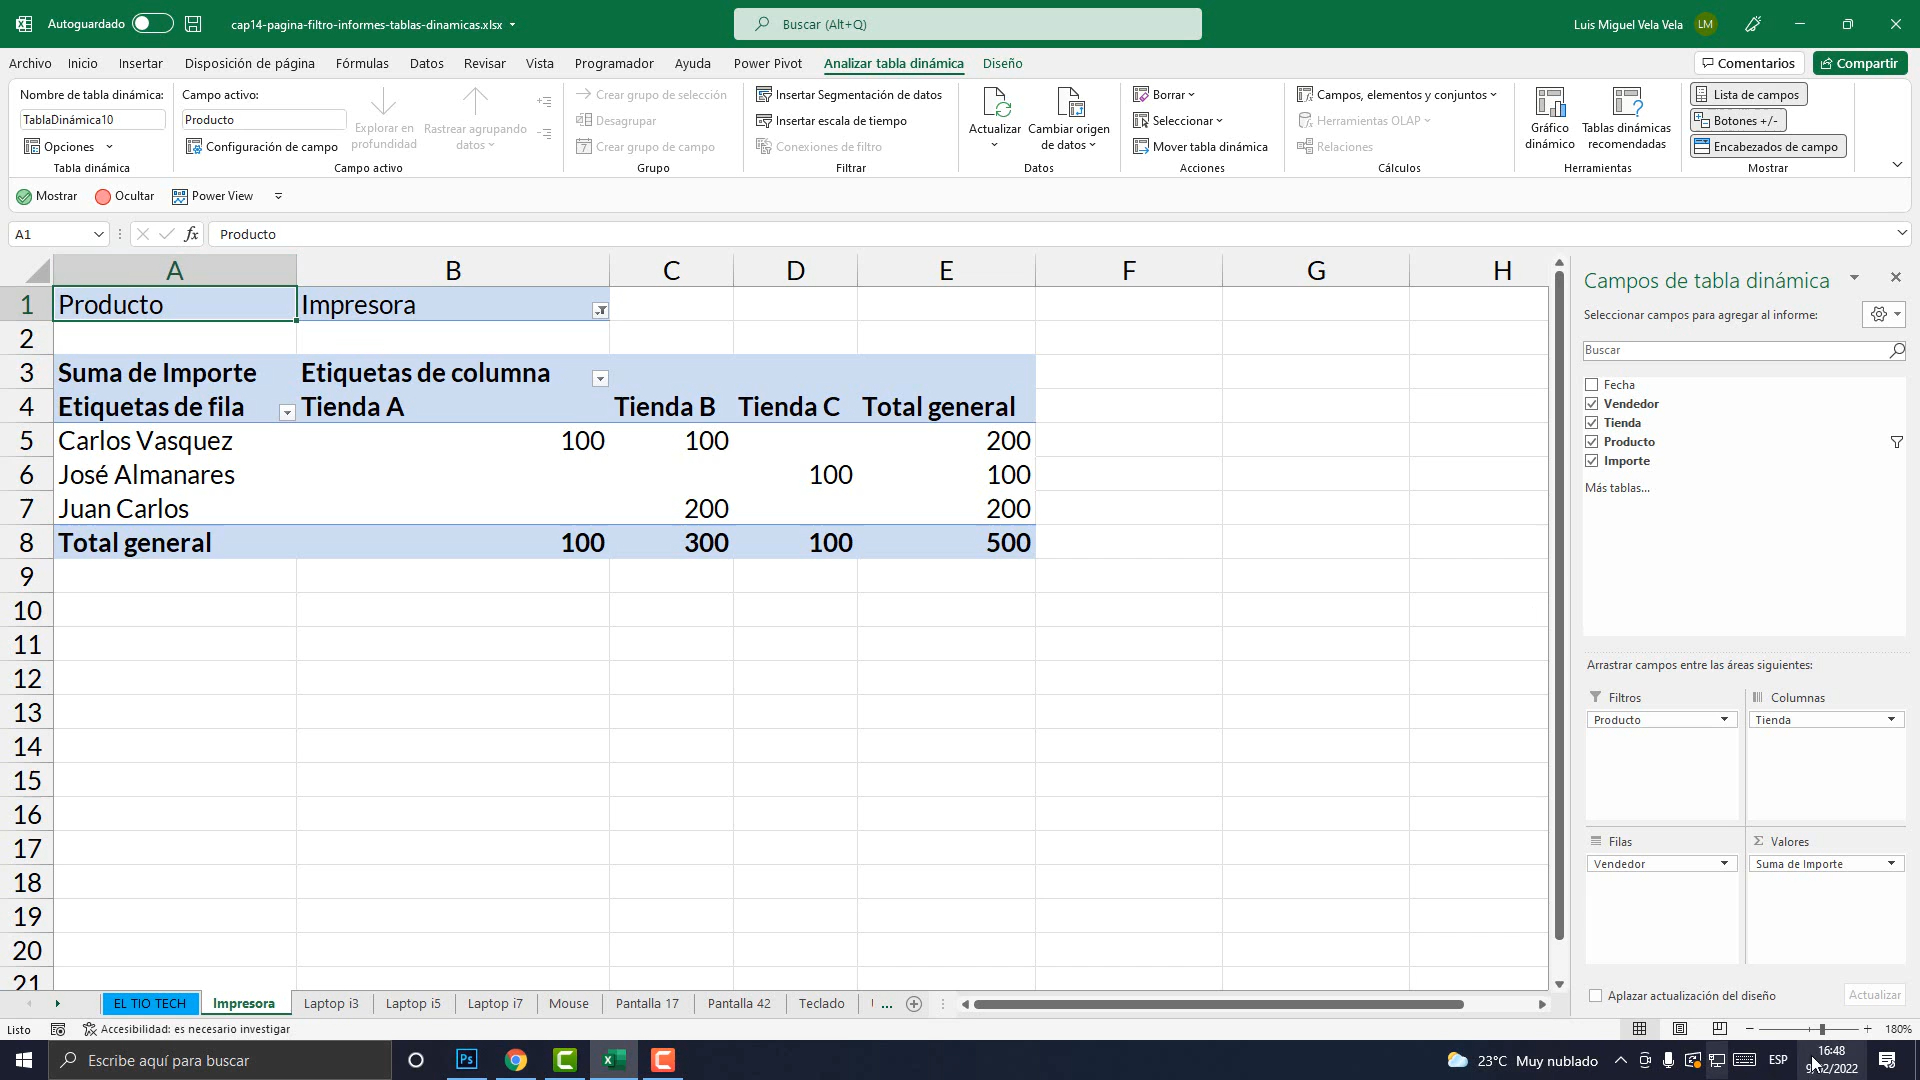 Autoguardado
cap14-pagina-filtro-informes-tablas-dinamicas.xlsx
Buscar (Alt+Q)
Luis Miguel Vela Vela
LM
Archivo
Inicio
Insertar
Disposición de página
Fórmulas
Datos
Revisar
Vista
Programador
Ayuda
Power Pivot
Analizar tabla dinámica
Diseño
Comentarios
Compartir
Nombre de tabla dinámica:
TablaDinámica10
Opciones
Tabla dinámica
Campo activo:
Producto
Configuración de campo
Explorar en
profundidad
Rastrear agrupando
datos
Campo activo
Crear grupo de selección
Desagrupar
7
Crear grupo de campo
Grupo
Insertar Segmentación de datos
Insertar escala de tiempo
Conexiones de filtro
Filtrar
Actualizar
Cambiar origen
de datos
Datos
Borrar
Seleccionar
Mover tabla dinámica
Acciones
Campos, elementos y conjuntos
Herramientas OLAP
Relaciones
Cálculos
Gráfico
dinámico
Tablas dinámicas
recomendadas
Herramientas
Lista de campos
Botones +/-
Encabezados de campo
Mostrar
Mostrar
Ocultar
Power View
A1
fx
Producto
A B C D E F G H
1 Producto Impresora
2
3 Suma de Importe Etiquetas de columna
4 Etiquetas de fila Tienda A Tienda B Tienda C Total general
5 Carlos Vasquez 100 100 200
6 José Almanares 100 100
7 Juan Carlos 200 200
8 Total general 100 300 100 500
9
10
11
12
13
14
15
16
17
18
19
20
21
Campos de tabla dinámica
Seleccionar campos para agregar al informe:
Buscar
Fecha
Vendedor
Tienda
Producto
Importe
Más tablas...
Arrastrar campos entre las áreas siguientes:
Filtros
Producto
Columnas
Tienda
Filas
Vendedor
Σ Valores
Suma de Importe
Aplazar actualización del diseño
Actualizar
EL TIO TECH
Impresora
Laptop i3
Laptop i5
Laptop i7
Mouse
Pantalla 17
Pantalla 42
Teclado
...
Listo
Accesibilidad: es necesario investigar
180%
Escribe aquí para buscar
Ps
23°C Muy nublado
ESP
16:48